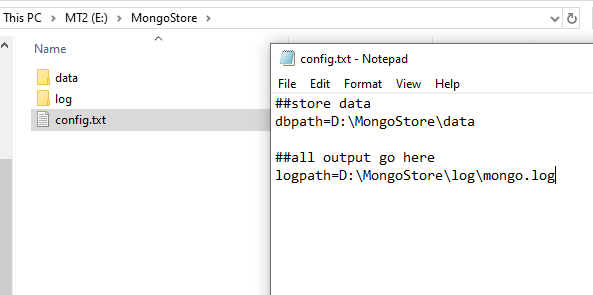 This PC > MT2 (E:) > MongoStore >
Name
data
log
config.txt
config.txt - Notepad
File Edit Format View Help
##store data
dbpath=D:\MongoStore\data
##all output go here
logpath=D:\MongoStore\log\mongo.log